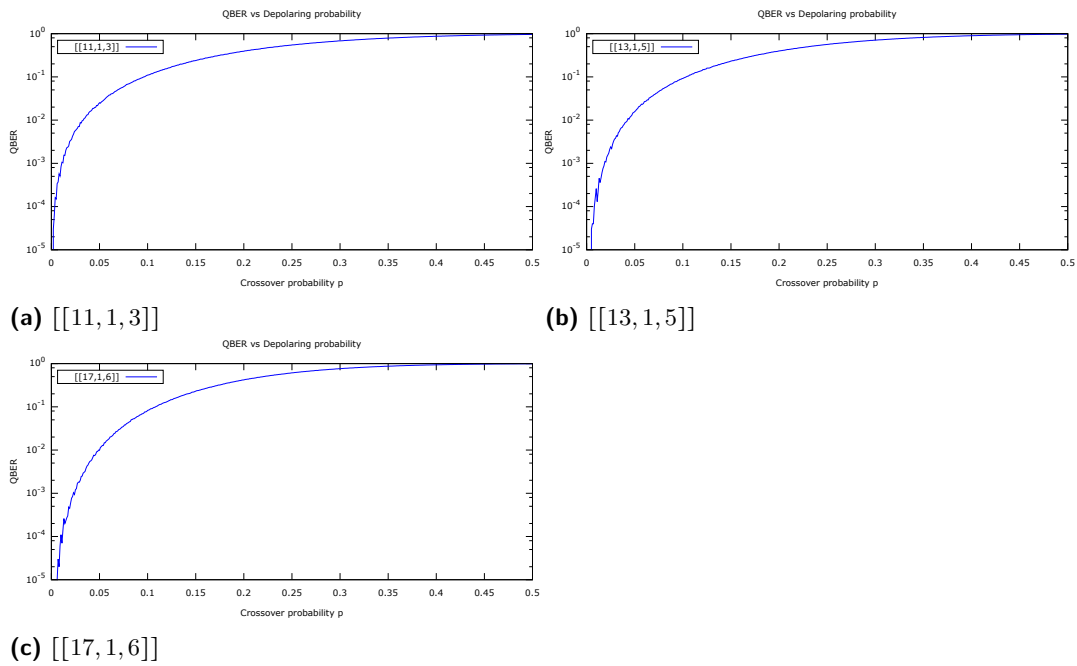 QBER vs Depolaring probability
[[11,1,3]]
QBER
10^0
10^-1
10^-2
10^-3
10^-4
10^-5
0 0.05 0.1 0.15 0.2 0.25 0.3 0.35 0.4 0.45 0.5
Crossover probability p
(a) [[11, 1, 3]]
QBER vs Depolaring probability
[[13,1,5]]
QBER
10^0
10^-1
10^-2
10^-3
10^-4
10^-5
0 0.05 0.1 0.15 0.2 0.25 0.3 0.35 0.4 0.45 0.5
Crossover probability p
(b) [[13, 1, 5]]
QBER vs Depolaring probability
[[17,1,6]]
QBER
10^0
10^-1
10^-2
10^-3
10^-4
10^-5
0 0.05 0.1 0.15 0.2 0.25 0.3 0.35 0.4 0.45 0.5
Crossover probability p
(c) [[17, 1, 6]]